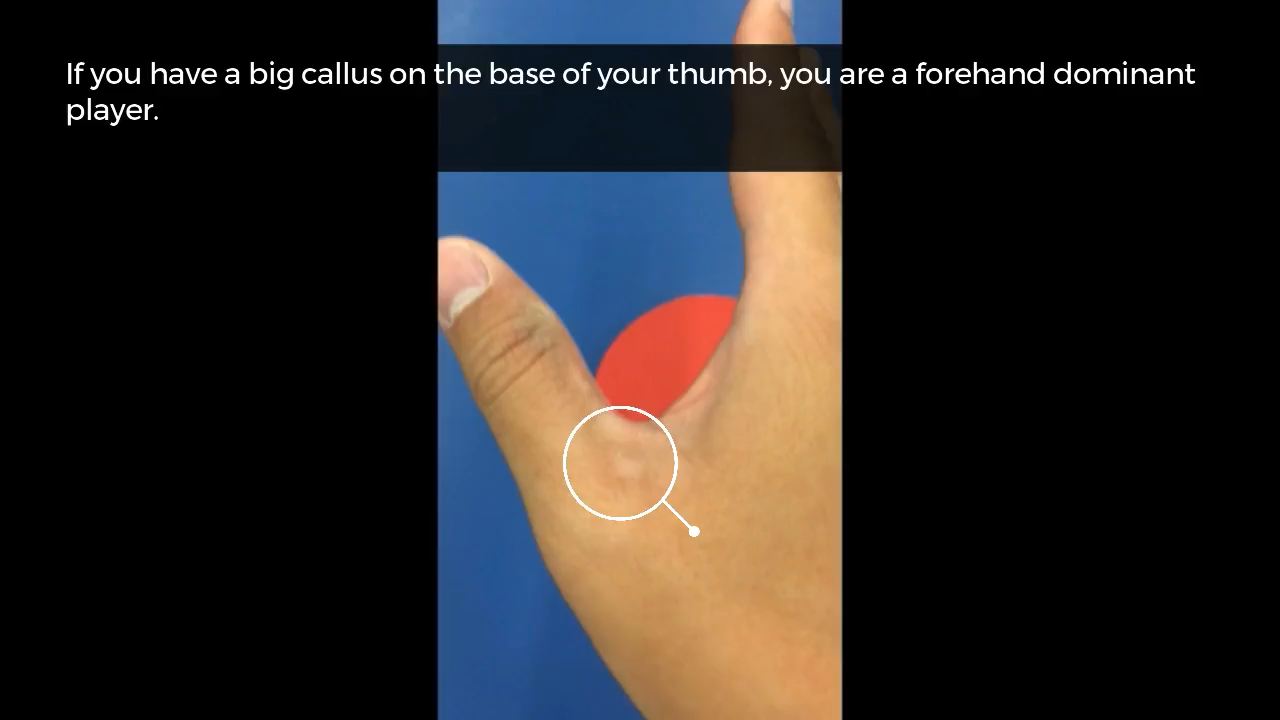 If you have a big callus on the base of your thumb, you are a forehand dominant
player.